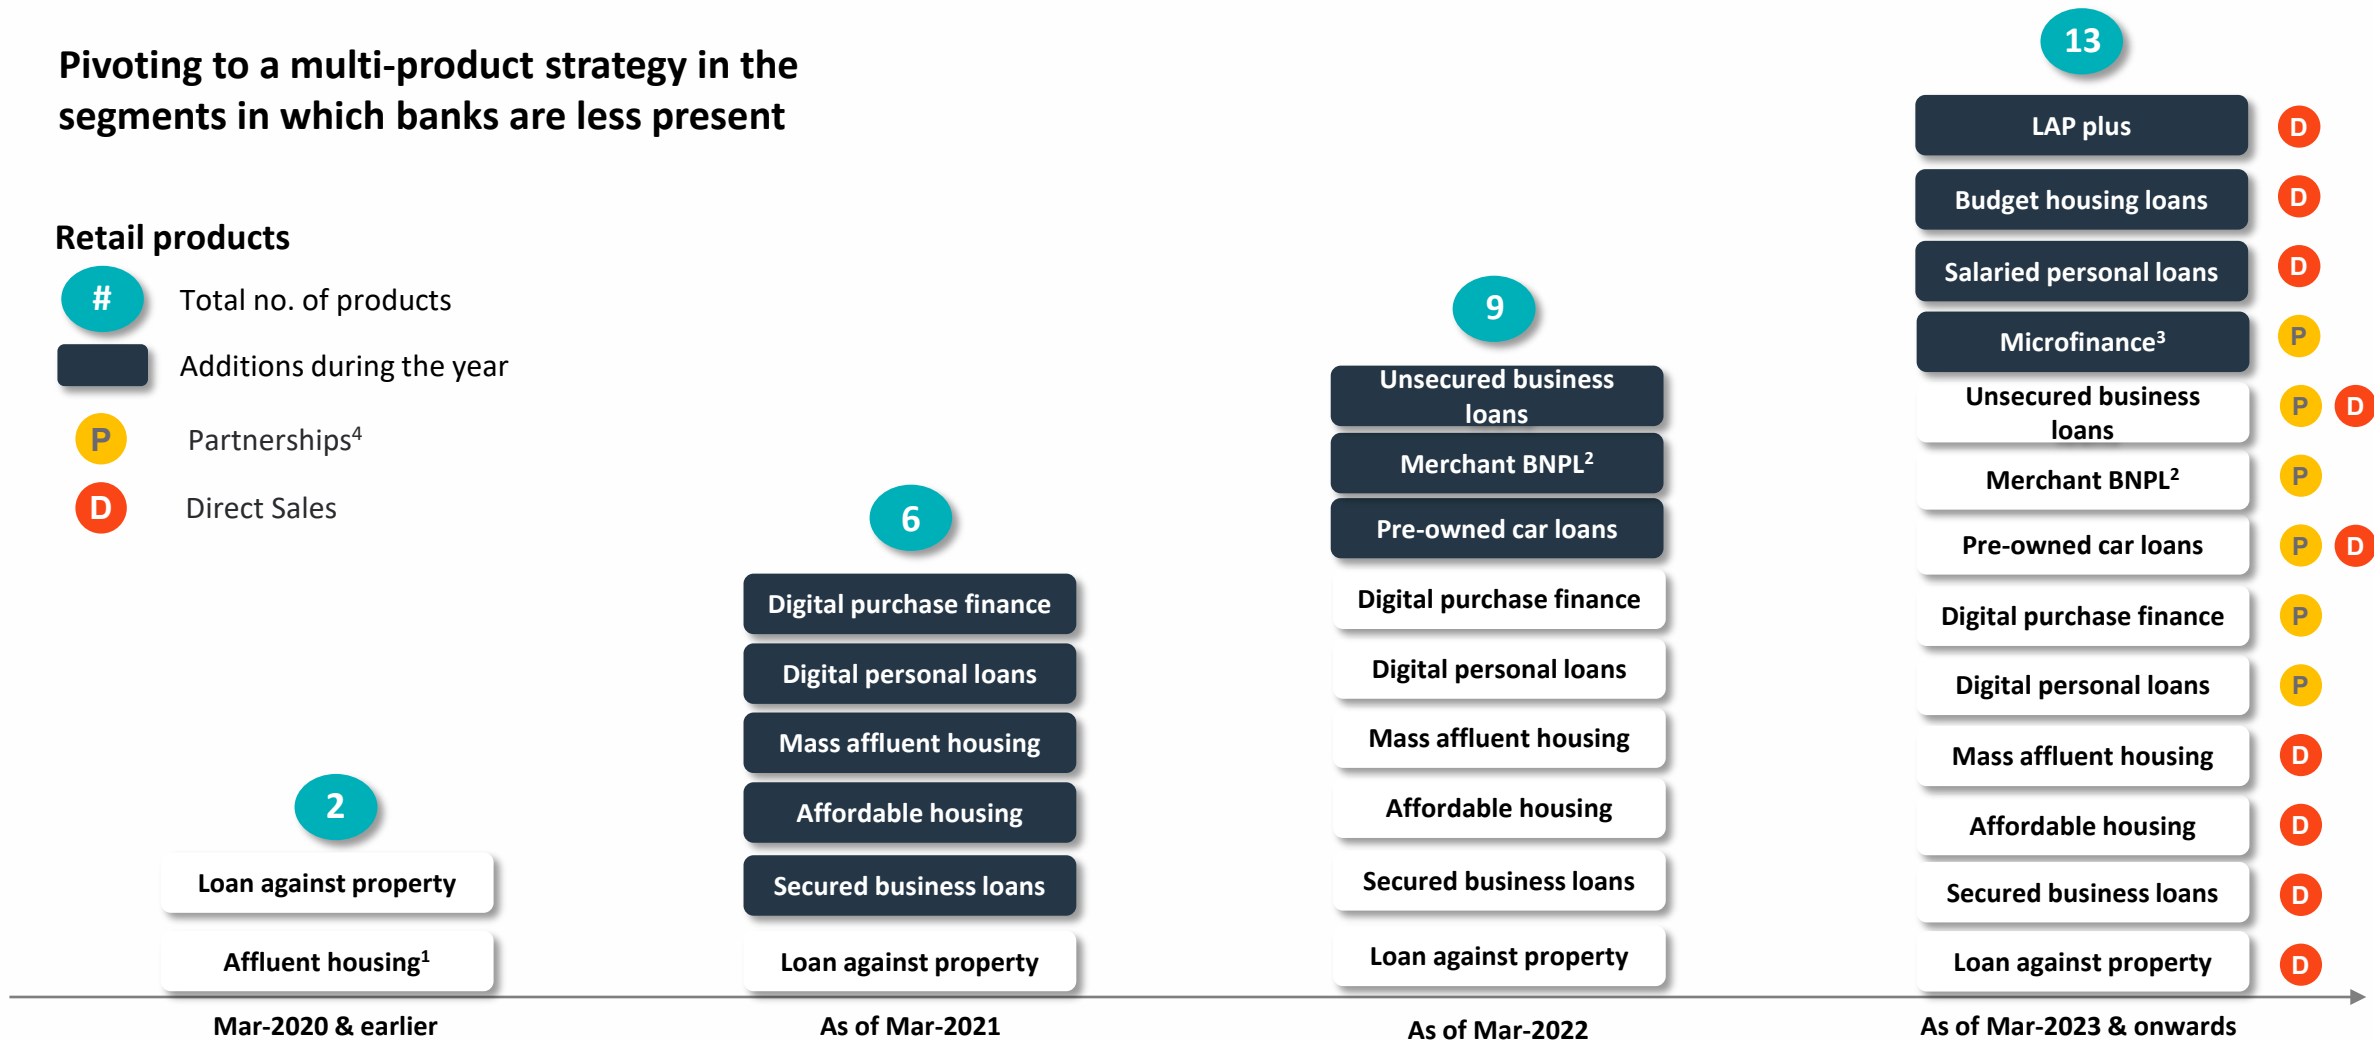 Pivoting to a multi-product strategy in the
segments in which banks are less present
Retail products
# Total no. of products
Additions during the year
P Partnerships⁴
D Direct Sales
2
Loan against property
Affluent housing¹
Mar-2020 & earlier
6
Digital purchase finance
Digital personal loans
Mass affluent housing
Affordable housing
Secured business loans
Loan against property
As of Mar-2021
9
Unsecured business
loans
Merchant BNPL²
Pre-owned car loans
Digital purchase finance
Digital personal loans
Mass affluent housing
Affordable housing
Secured business loans
Loan against property
As of Mar-2022
13
LAP plus D
Budget housing loans D
Salaried personal loans D
Microfinance³ P
Unsecured business
loans P D
Merchant BNPL² P
Pre-owned car loans P D
Digital purchase finance P
Digital personal loans P
Mass affluent housing D
Affordable housing D
Secured business loans D
Loan against property D
As of Mar-2023 & onwards